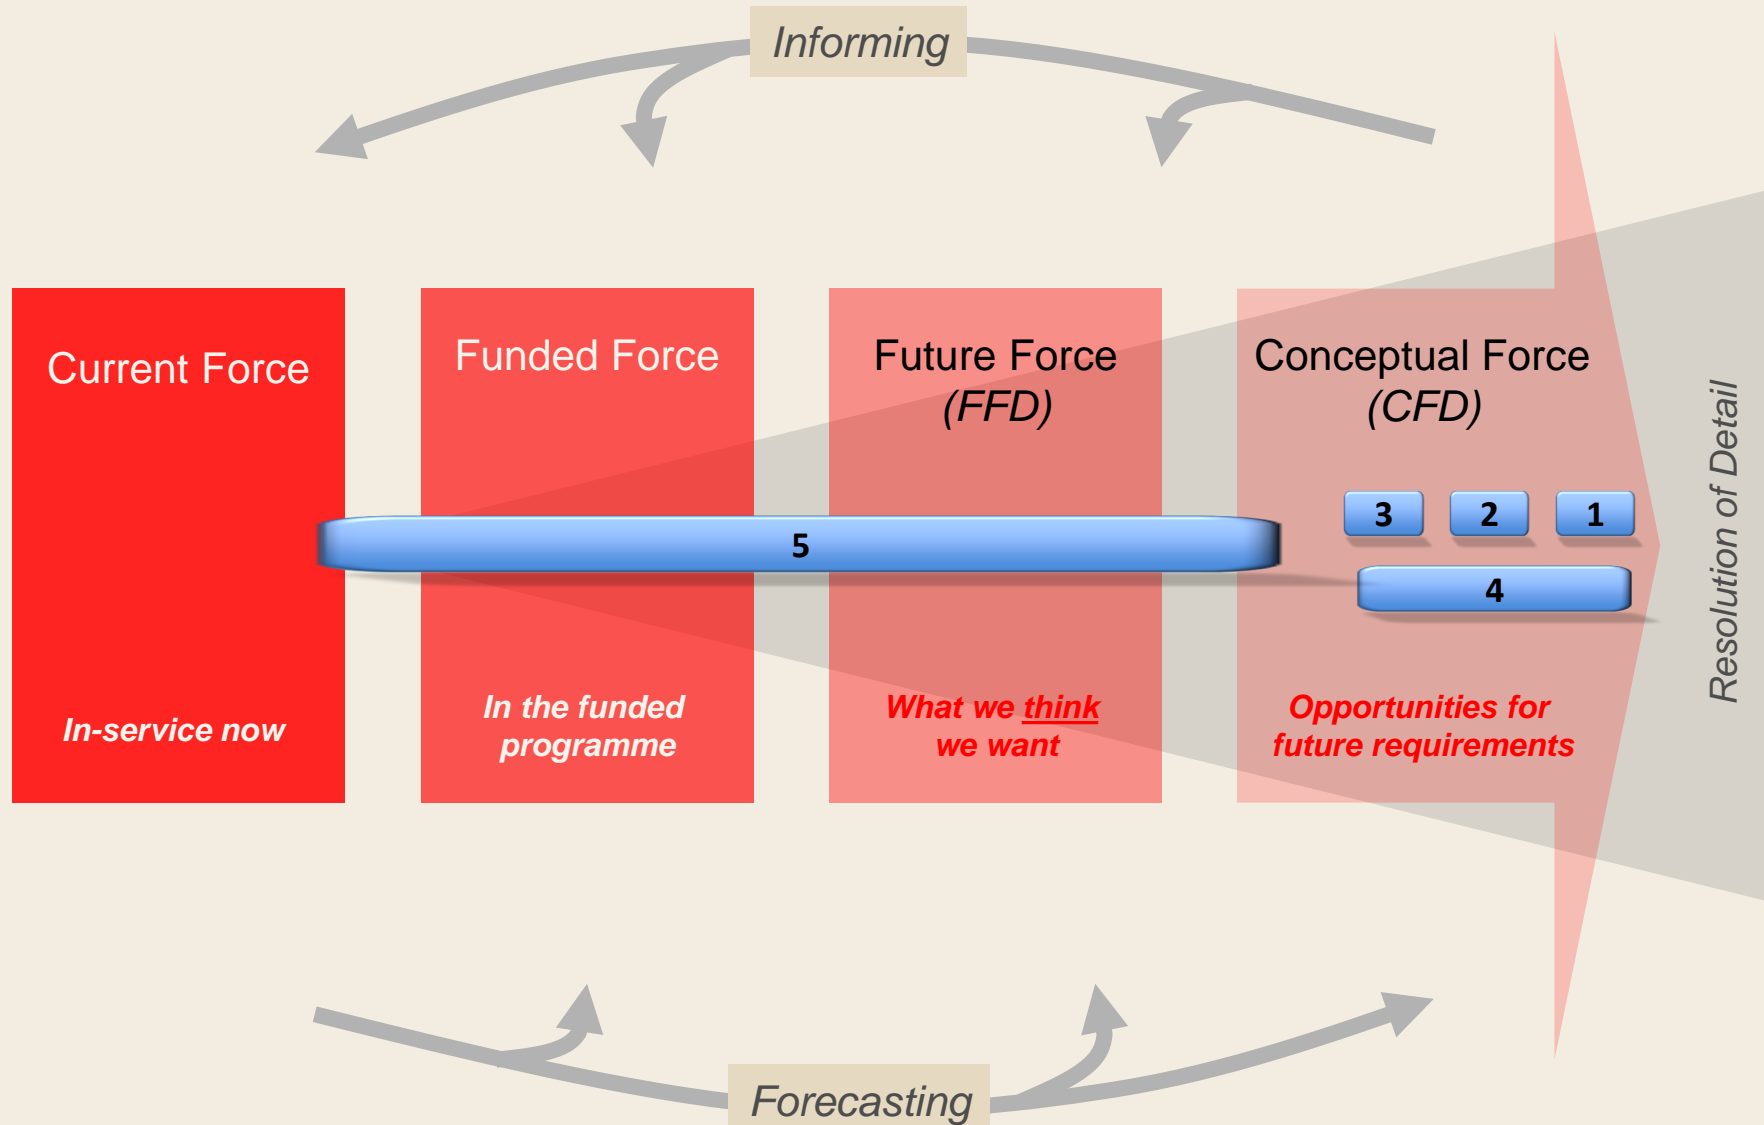 Informing
Current Force
Funded Force
Future Force
(FFD)
Conceptual Force
(CFD)
3
2
1
5
4
In-service now
In the funded
programme
What we think
we want
Opportunities for
future requirements
Resolution of Detail
Forecasting